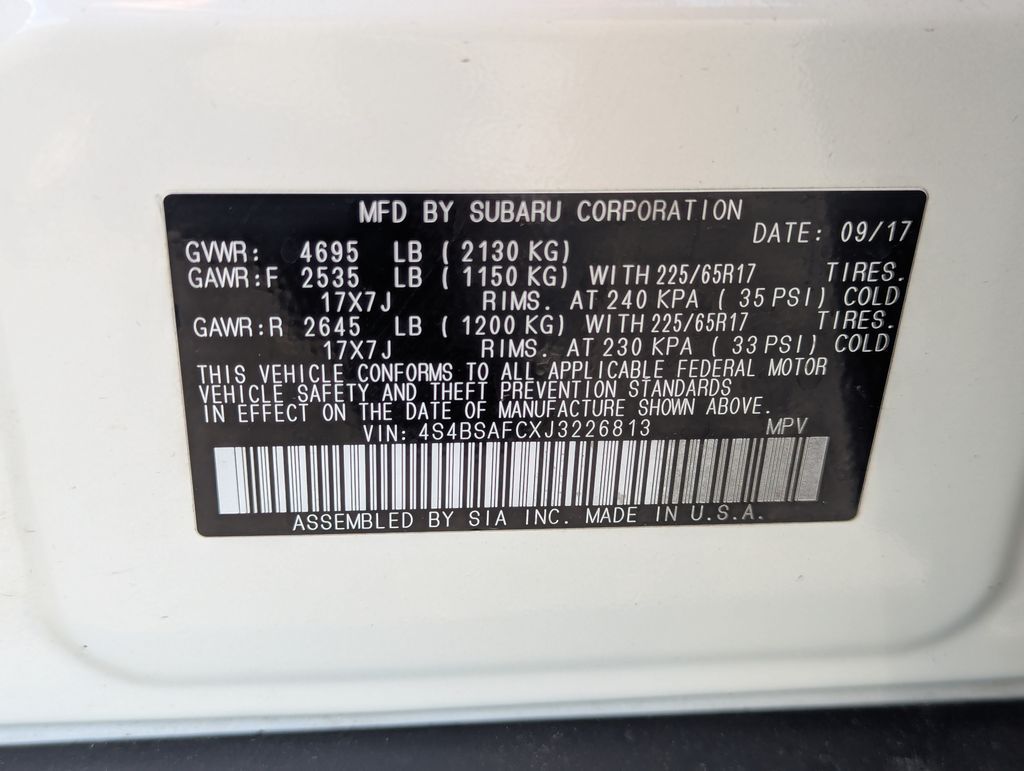 MFD BY SUBARU CORPORATION
DATE: 09/17
GVWR: 4695 LB (2130 KG)
GAWR:F 2535 LB (1150 KG) WITH 225/65R17 TIRES.
17X7J RIMS. AT 240 KPA (35 PSI) COLD
GAWR:R 2645 LB (1200 KG) WITH 225/65R17 TIRES.
17X7J RIMS. AT 230 KPA (33 PSI) COLD
THIS VEHICLE CONFORMS TO ALL APPLICABLE FEDERAL MOTOR
VEHICLE SAFETY AND THEFT PREVENTION STANDARDS
IN EFFECT ON THE DATE OF MANUFACTURE SHOWN ABOVE.
VIN: 4S4BSAFCXJ3226813 MPV
ASSEMBLED BY SIA INC. MADE IN U.S.A.